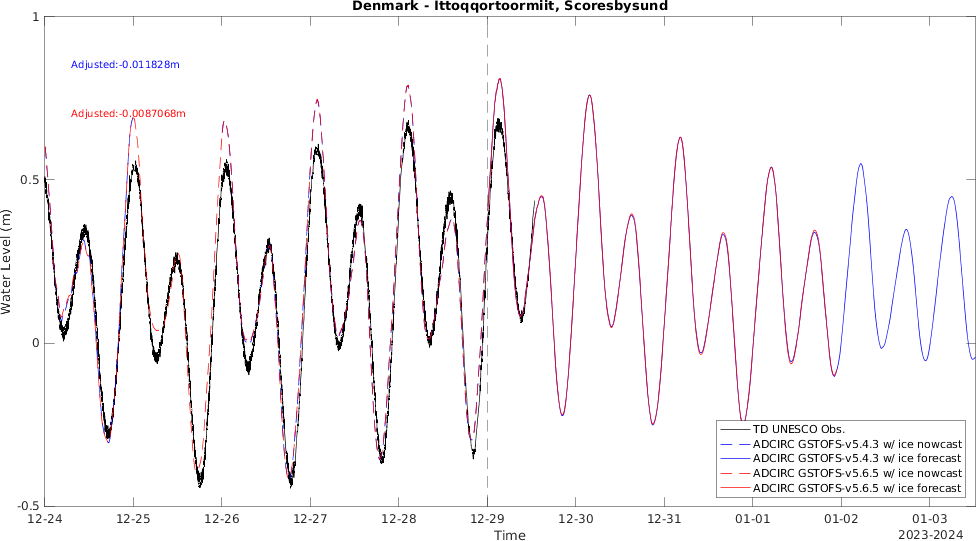 Denmark - Ittoqqortoormiit, Scoresbysund
1
Adjusted:-0.011828m
Adjusted:-0.0087068m
0.5
Water Level (m)
0
-0.5
TD UNESCO Obs.
ADCIRC GSTOFS-v5.4.3 w/ ice nowcast
ADCIRC GSTOFS-v5.4.3 w/ ice forecast
ADCIRC GSTOFS-v5.6.5 w/ ice nowcast
ADCIRC GSTOFS-v5.6.5 w/ ice forecast
12-24 12-25 12-26 12-27 12-28 12-29 12-30 12-31 01-01 01-02 01-03
Time
2023-2024